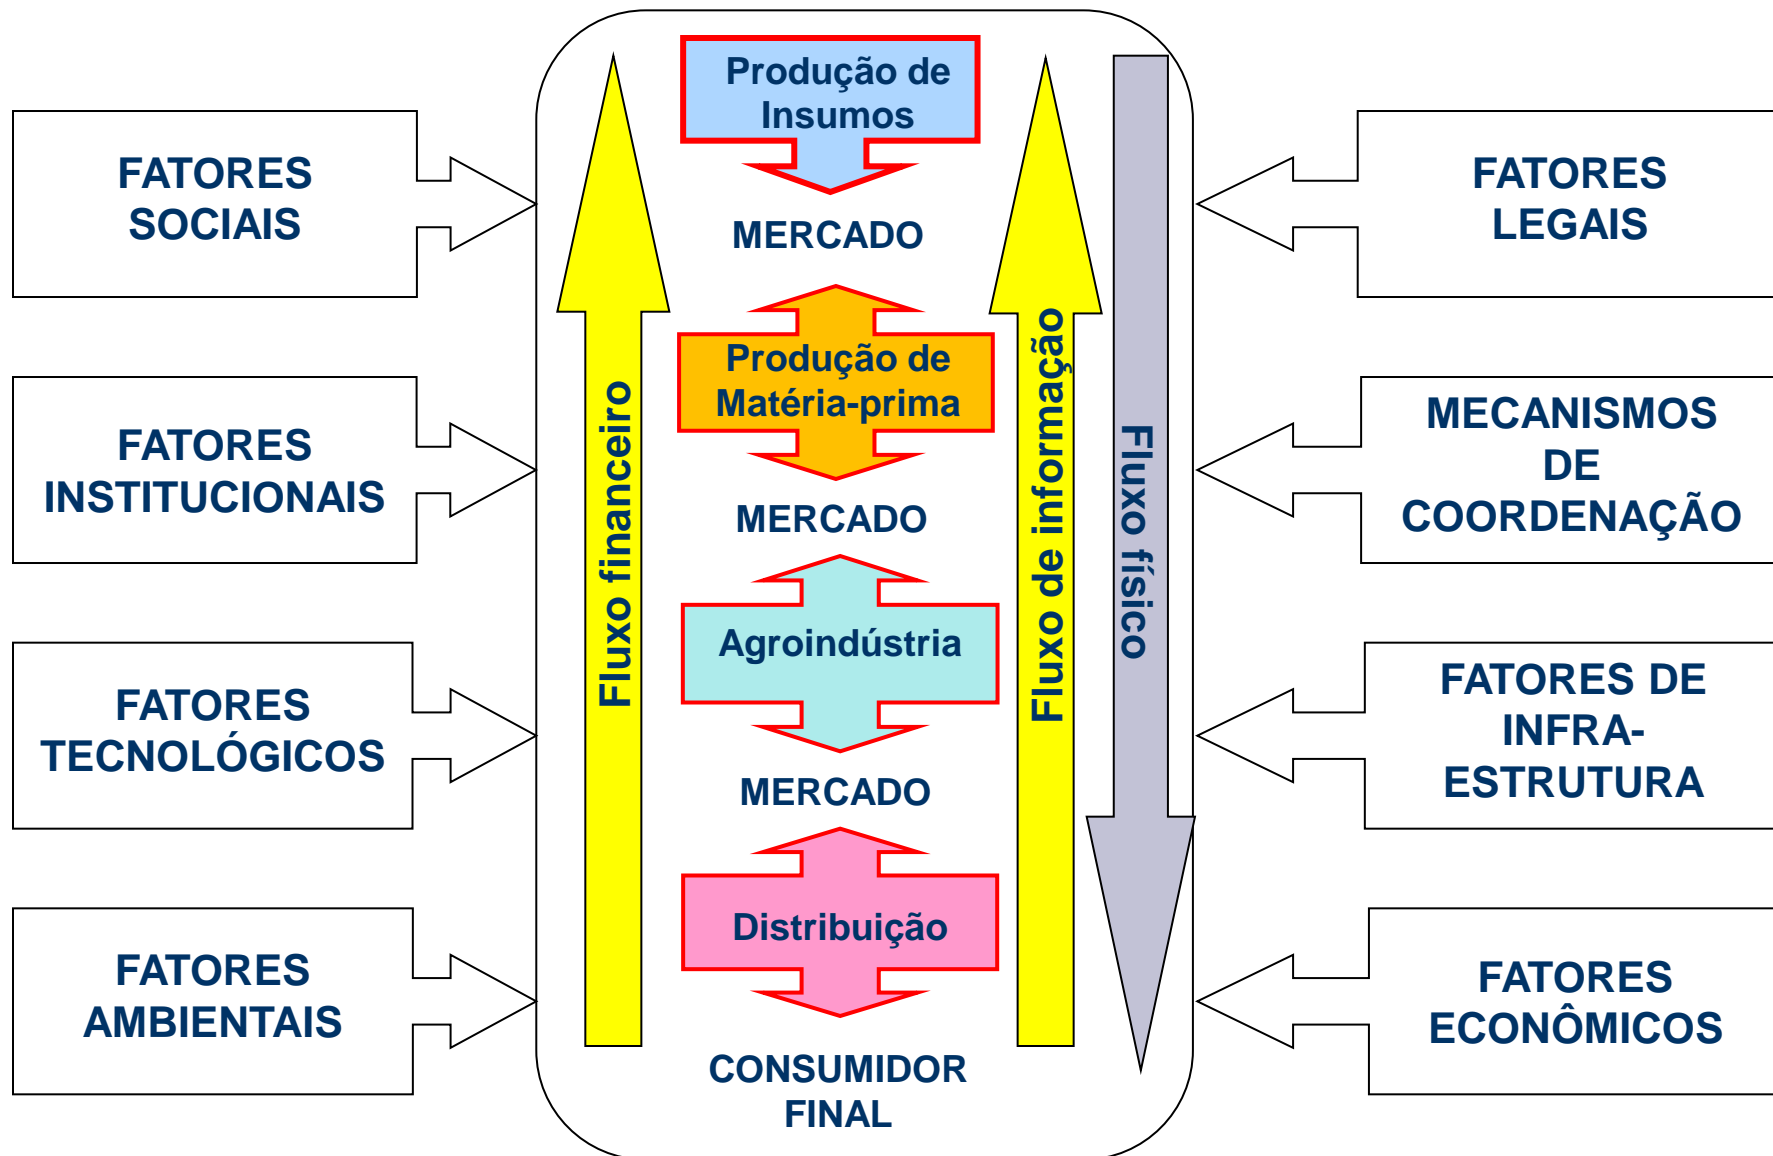 Produção de
Insumos
FATORES
SOCIAIS
FATORES
LEGAIS
MERCADO
Produção de
Matéria-prima
FATORES
INSTITUCIONAIS
MECANISMOS
DE
COORDENAÇÃO
MERCADO
Fluxo financeiro
Fluxo de informação
Fluxo físico
Agroindústria
FATORES
TECNOLÓGICOS
FATORES DE
INFRA-
ESTRUTURA
MERCADO
Distribuição
FATORES
AMBIENTAIS
FATORES
ECONÔMICOS
CONSUMIDOR
FINAL